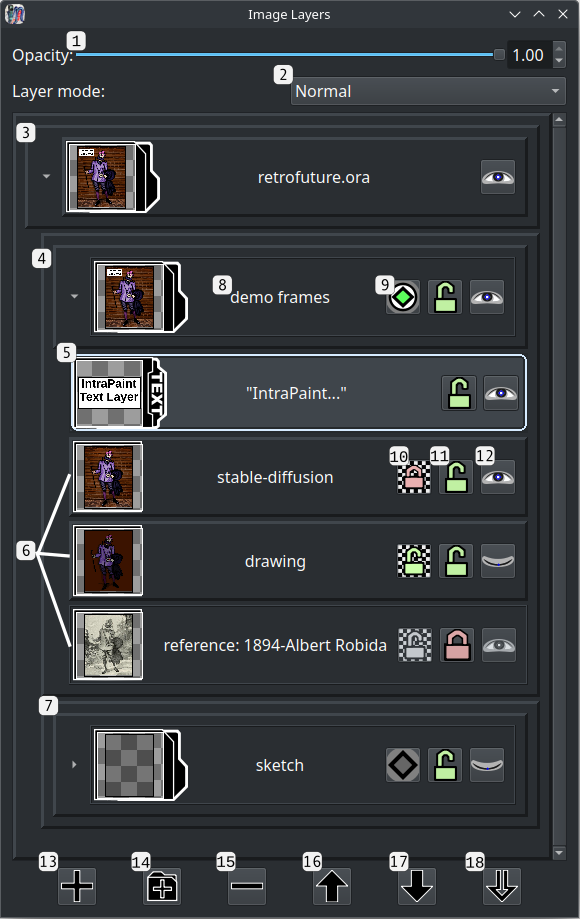 Image Layers
1
Opacity: 1.00
2
Layer mode: Normal
3
retrofuture.ora
4
8 demo frames 9
5
IntraPaint
Text Layer
TEXT
"IntraPaint..."
10 11 12
stable-diffusion
6
drawing
reference: 1894-Albert Robida
7
sketch
13 14 15 16 17 18